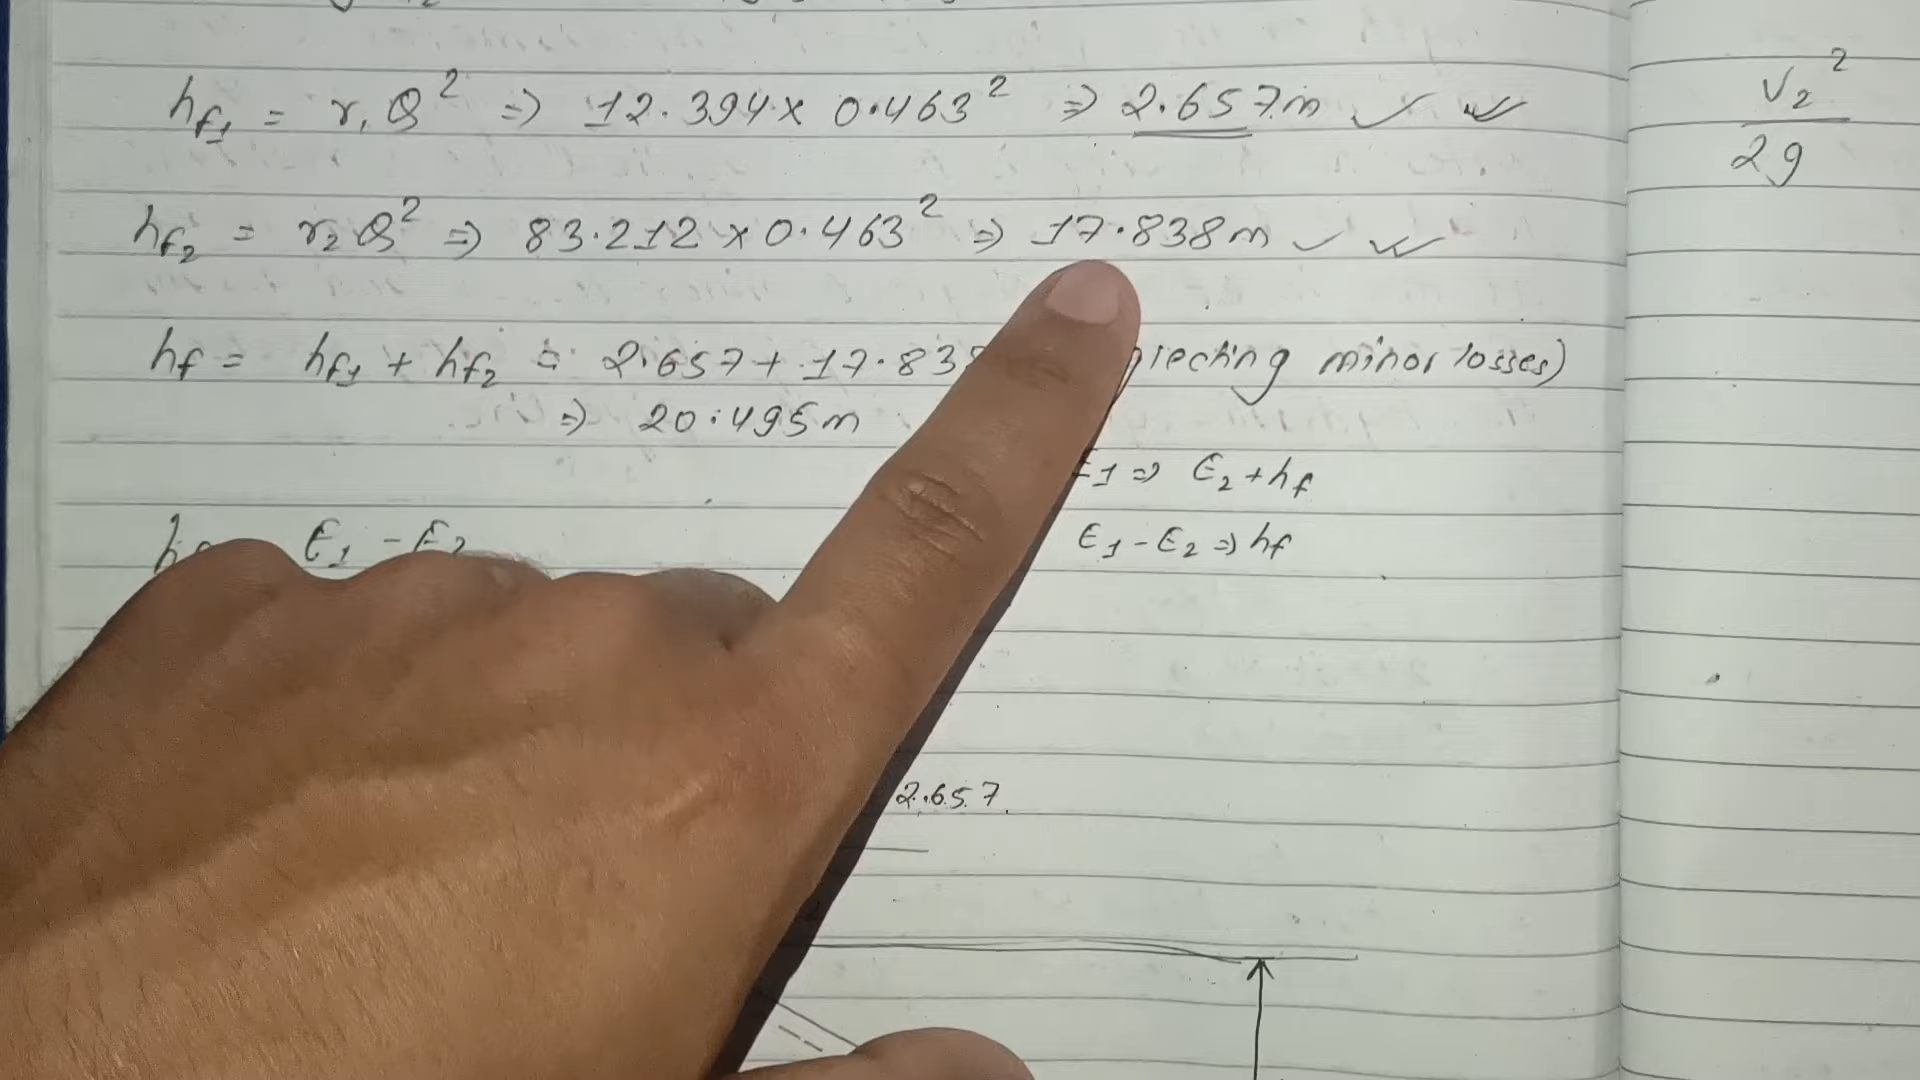 hf1 = r1 Q² ⇒ 12.394 × 0.463² ⇒ 2.657m
hf2 = r2 Q² ⇒ 83.212 × 0.463² ⇒ 17.838m
hf = hf1 + hf2 = 2.657 + 17.83 minor losses)
⇒ 20.495m
E1 ⇒ E2 + hf
E1 - E2
E1 - E2 ⇒ hf
2.657
V2²
2g